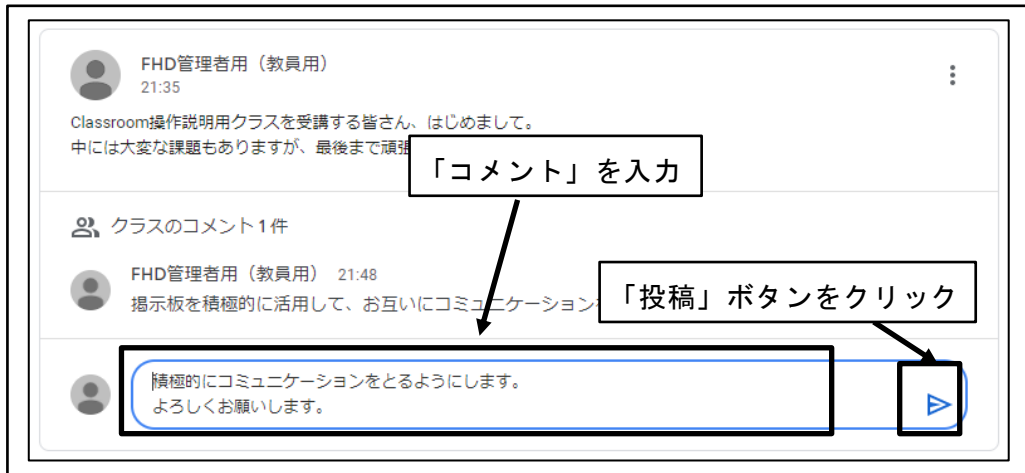 FHD管理者用（教員用）
21:35
Classroom操作説明用クラスを受講する皆さん、はじめまして。
中には大変な課題もありますが、最後まで頑張
「コメント」を入力
クラスのコメント 1 件
FHD管理者用（教員用） 21:48
掲示板を積極的に活用して、お互いにコミュニケーション
「投稿」ボタンをクリック
積極的にコミュニケーションをとるようにします。
よろしくお願いします。